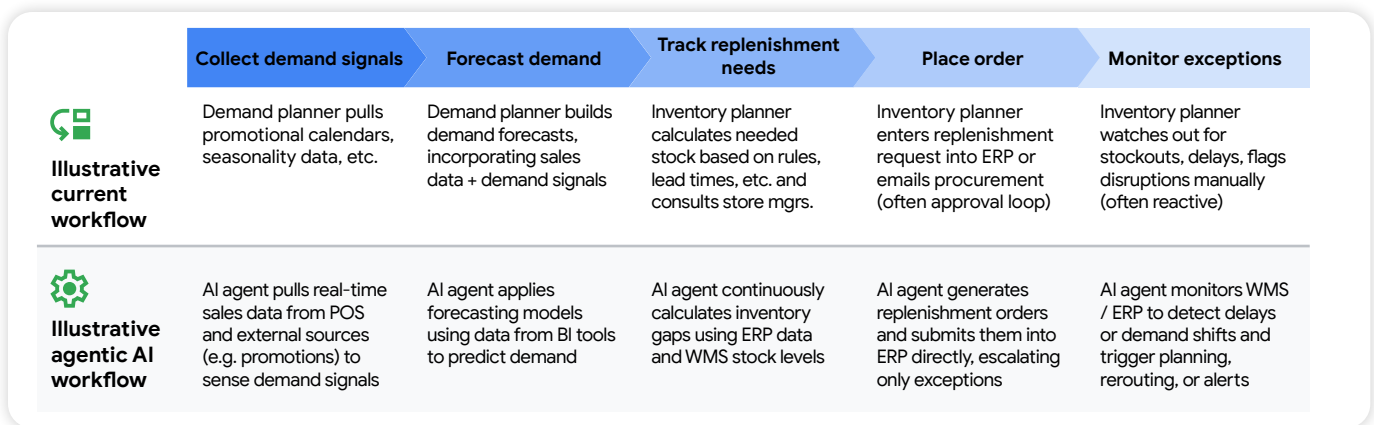 Collect demand signals
Forecast demand
Track replenishment
needs
Place order
Monitor exceptions
Illustrative
current
workflow
Demand planner pulls
promotional calendars,
seasonality data, etc.
Demand planner builds
demand forecasts,
incorporating sales
data + demand signals
Inventory planner
calculates needed
stock based on rules,
lead times, etc. and
consults store mgrs.
Inventory planner
enters replenishment
request into ERP or
emails procurement
(often approval loop)
Inventory planner
watches out for
stockouts, delays, flags
disruptions manually
(often reactive)
Illustrative
agentic AI
workflow
AI agent pulls real-time
sales data from POS
and external sources
(e.g. promotions) to
sense demand signals
AI agent applies
forecasting models
using data from BI tools
to predict demand
AI agent continuously
calculates inventory
gaps using ERP data
and WMS stock levels
AI agent generates
replenishment orders
and submits them into
ERP directly, escalating
only exceptions
AI agent monitors WMS
/ ERP to detect delays
or demand shifts and
trigger planning,
rerouting, or alerts